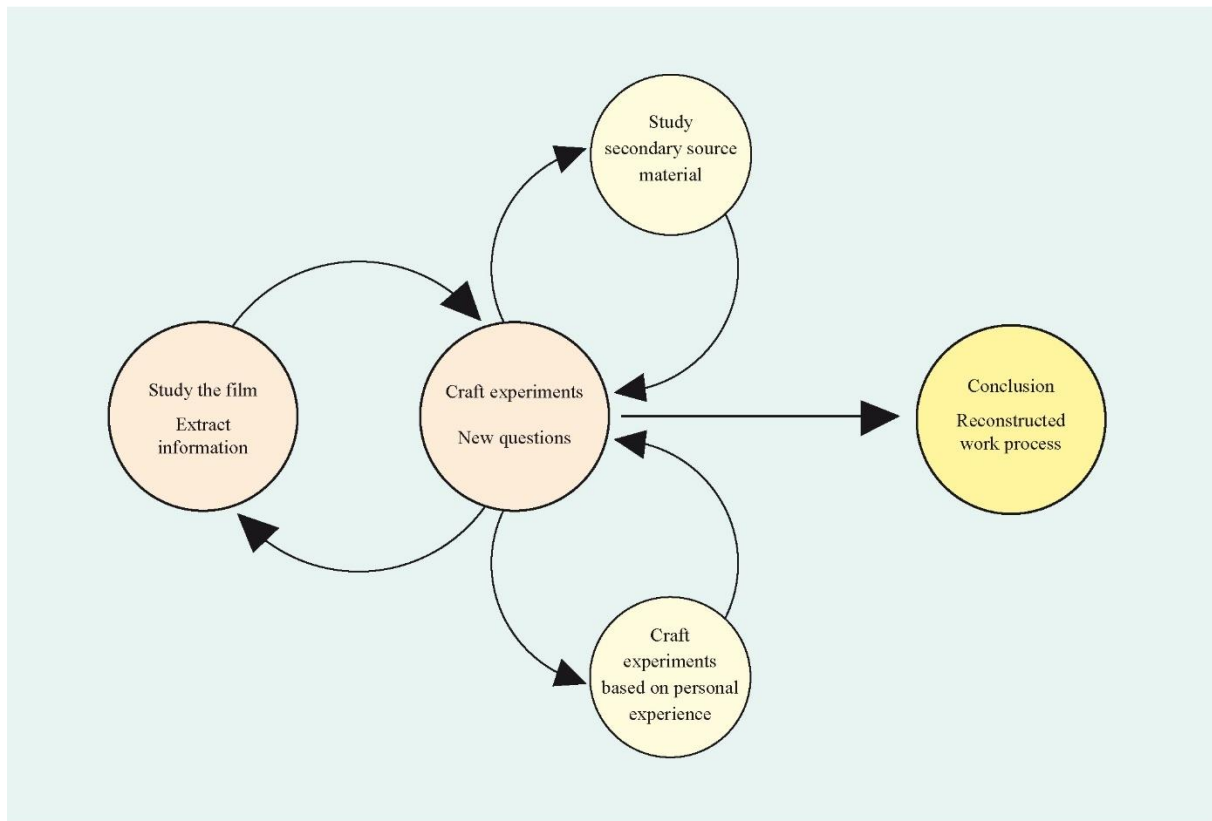 Study the film
Extract
information
Craft experiments
New questions
Study
secondary source
material
Craft
experiments
based on personal
experience
Conclusion
Reconstructed
work process